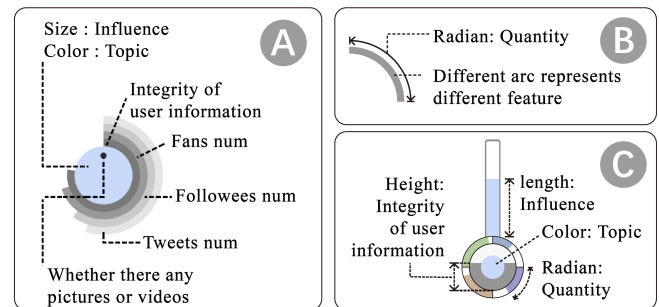 Size : Influence
Color : Topic
A
Integrity of
user information
Fans num
Followees num
Tweets num
Whether there any
pictures or videos
B
Radian: Quantity
Different arc represents
different feature
C
Height:
Integrity
of user
information
length:
Influence
Color: Topic
Radian:
Quantity